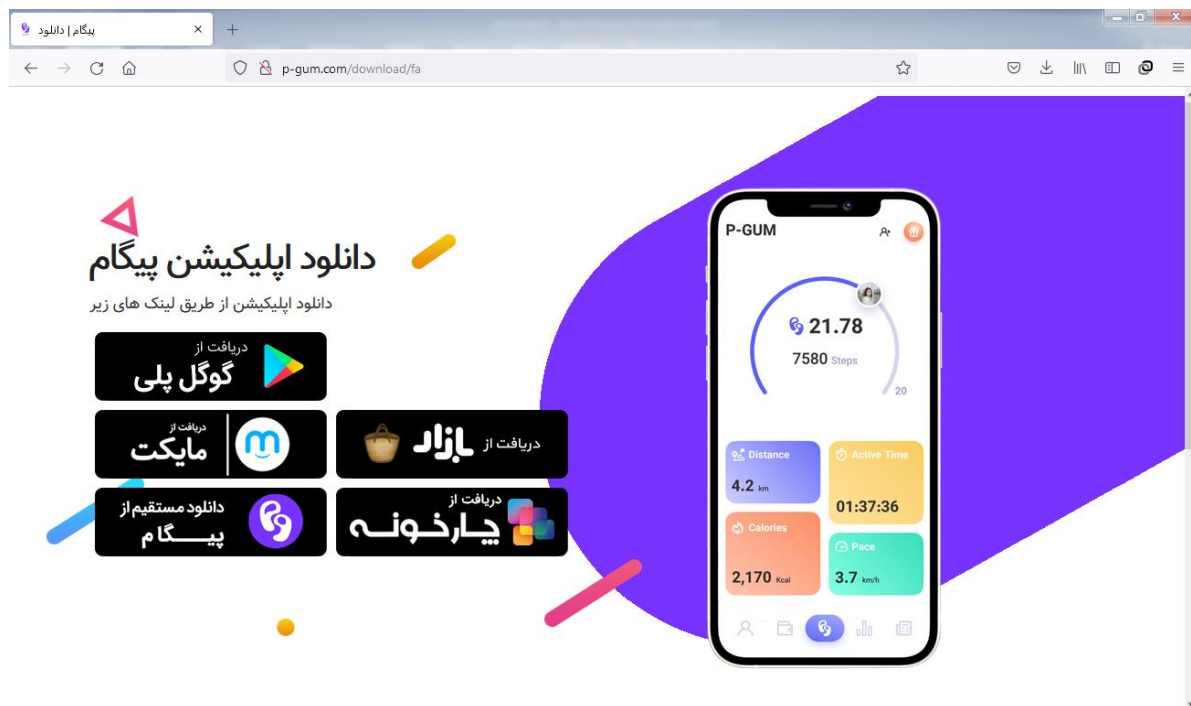 پیگام | دانلود
p-gum.com/download/fa
دانلود اپلیکیشن پیگام
دانلود اپلیکیشن از طریق لینک های زیر
دریافت از
گوگل پلی
دریافت از
مایکت
دریافت از بازار
دانلود مستقیم از
پیـــگام
دریافت از
چارخونه
P-GUM
21.78
7580 Steps
20
Distance
4.2 km
Active Time
01:37:36
Calories
2,170 Kcal
Pace
3.7 km/h